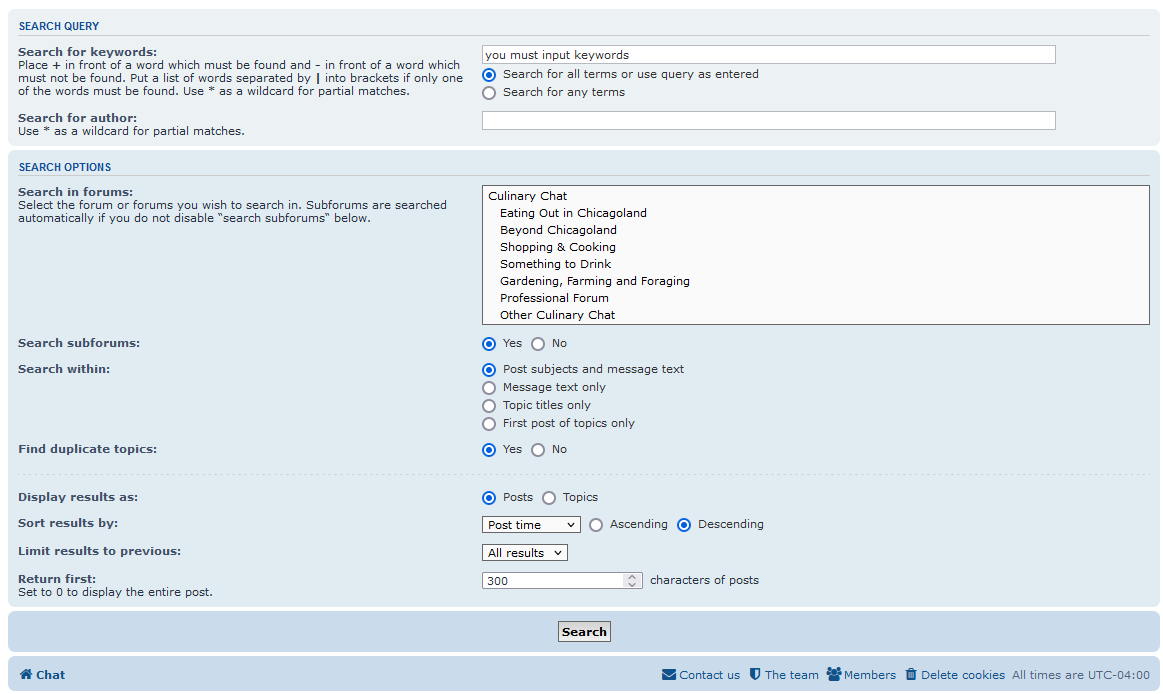 SEARCH QUERY
Search for keywords:
Place + in front of a word which must be found and - in front of a word which
must not be found. Put a list of words separated by | into brackets if only one
of the words must be found. Use * as a wildcard for partial matches.
you must input keywords
Search for all terms or use query as entered
Search for any terms
Search for author:
Use * as a wildcard for partial matches.
SEARCH OPTIONS
Search in forums:
Select the forum or forums you wish to search in. Subforums are searched
automatically if you do not disable “search subforums“ below.
Culinary Chat
Eating Out in Chicagoland
Beyond Chicagoland
Shopping & Cooking
Something to Drink
Gardening, Farming and Foraging
Professional Forum
Other Culinary Chat
Search subforums:
Yes No
Search within:
Post subjects and message text
Message text only
Topic titles only
First post of topics only
Find duplicate topics:
Yes No
Display results as:
Posts Topics
Sort results by:
Post time Ascending Descending
Limit results to previous:
All results
Return first:
Set to 0 to display the entire post.
300 characters of posts
Search
Chat Contact us The team Members Delete cookies All times are UTC-04:00